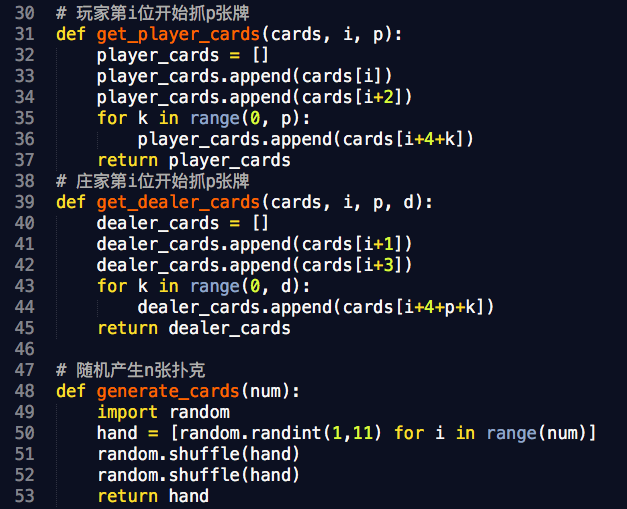 30 # 玩家第i位开始抓p张牌
31 def get_player_cards(cards, i, p):
32     player_cards = []
33     player_cards.append(cards[i])
34     player_cards.append(cards[i+2])
35     for k in range(0, p):
36         player_cards.append(cards[i+4+k])
37     return player_cards
38 # 庄家第i位开始抓p张牌
39 def get_dealer_cards(cards, i, p, d):
40     dealer_cards = []
41     dealer_cards.append(cards[i+1])
42     dealer_cards.append(cards[i+3])
43     for k in range(0, d):
44         dealer_cards.append(cards[i+4+p+k])
45     return dealer_cards
46
47 # 随机产生n张扑克
48 def generate_cards(num):
49     import random
50     hand = [random.randint(1,11) for i in range(num)]
51     random.shuffle(hand)
52     random.shuffle(hand)
53     return hand